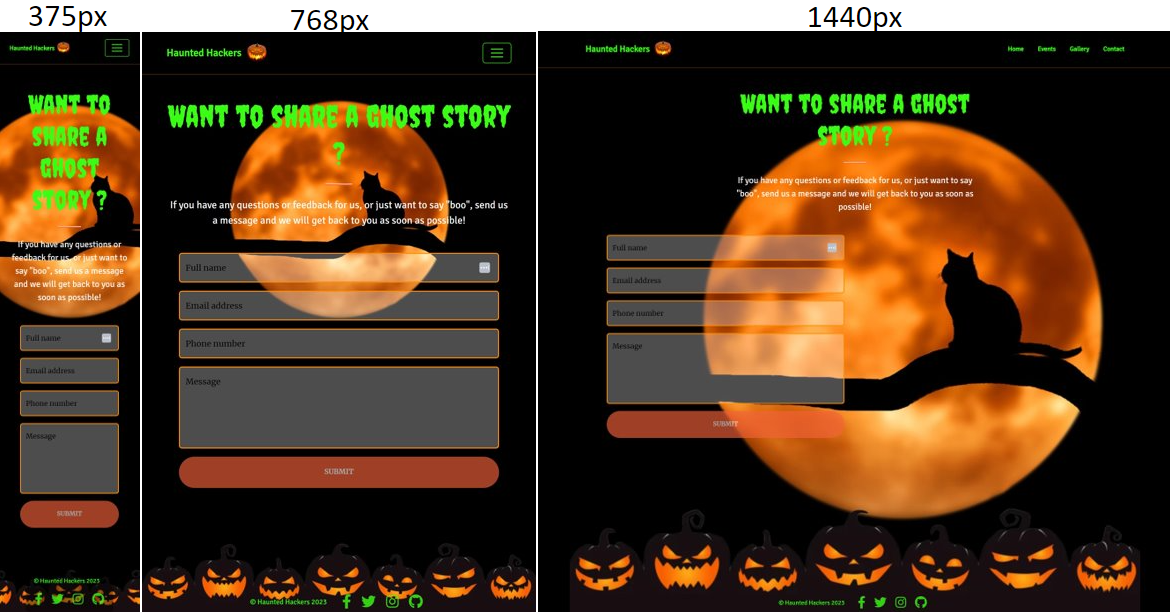 375px
Haunted Hackers
WANT TO
SHARE A
GHOST
STORY ?
If you have any questions or
feedback for us, or just want to
say "boo", send us a message
and we will get back to you as
soon as possible!
Full name
Email address
Phone number
Message
SUBMIT
© Haunted Hackers 2023
768px
Haunted Hackers
WANT TO SHARE A GHOST STORY
?
If you have any questions or feedback for us, or just want to say "boo", send us
a message and we will get back to you as soon as possible!
Full name
Email address
Phone number
Message
SUBMIT
© Haunted Hackers 2023
1440px
Haunted Hackers
Home Events Gallery Contact
WANT TO SHARE A GHOST
STORY ?
If you have any questions or feedback for us, or just want to say
"boo", send us a message and we will get back to you as soon as
possible!
Full name
Email address
Phone number
Message
SUBMIT
© Haunted Hackers 2023